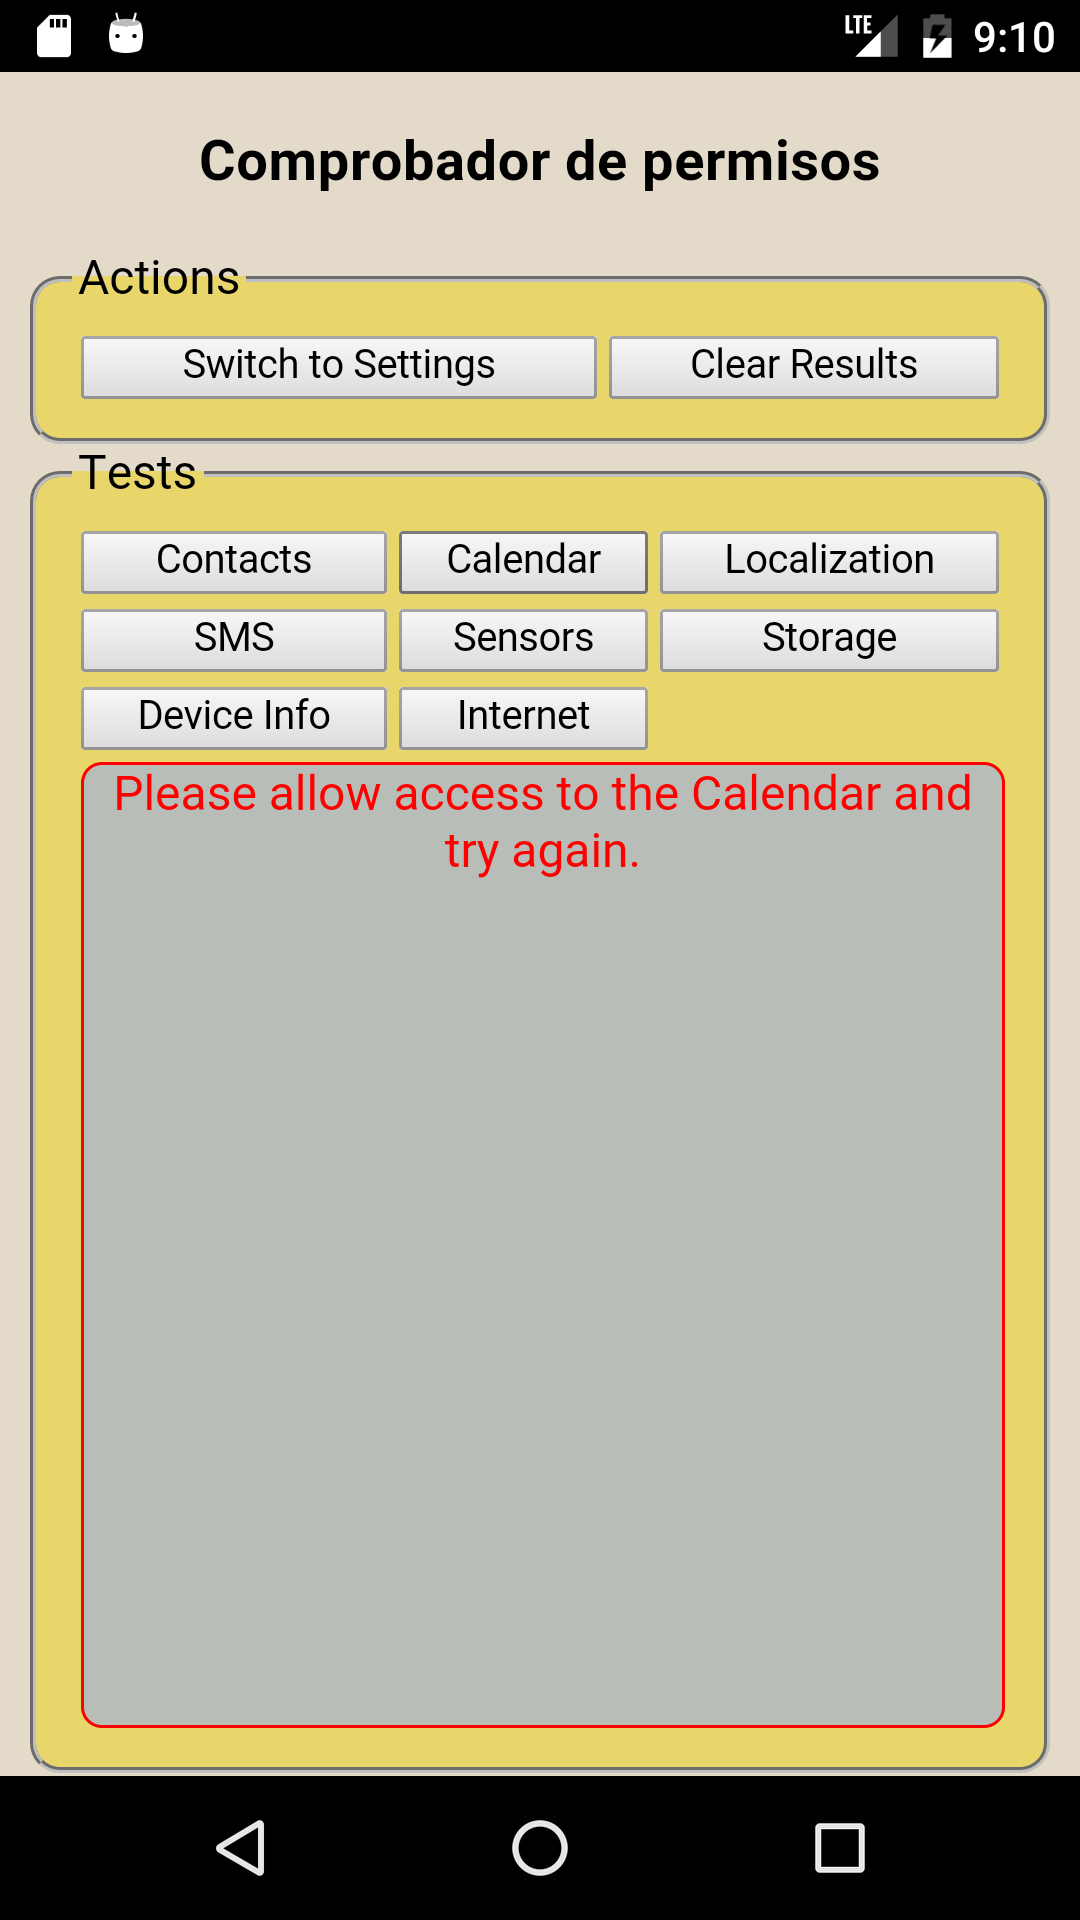 LTE 9:10
Comprobador de permisos
Actions
Switch to Settings Clear Results
Tests
Contacts Calendar Localization
SMS Sensors Storage
Device Info Internet
Please allow access to the Calendar and
try again.